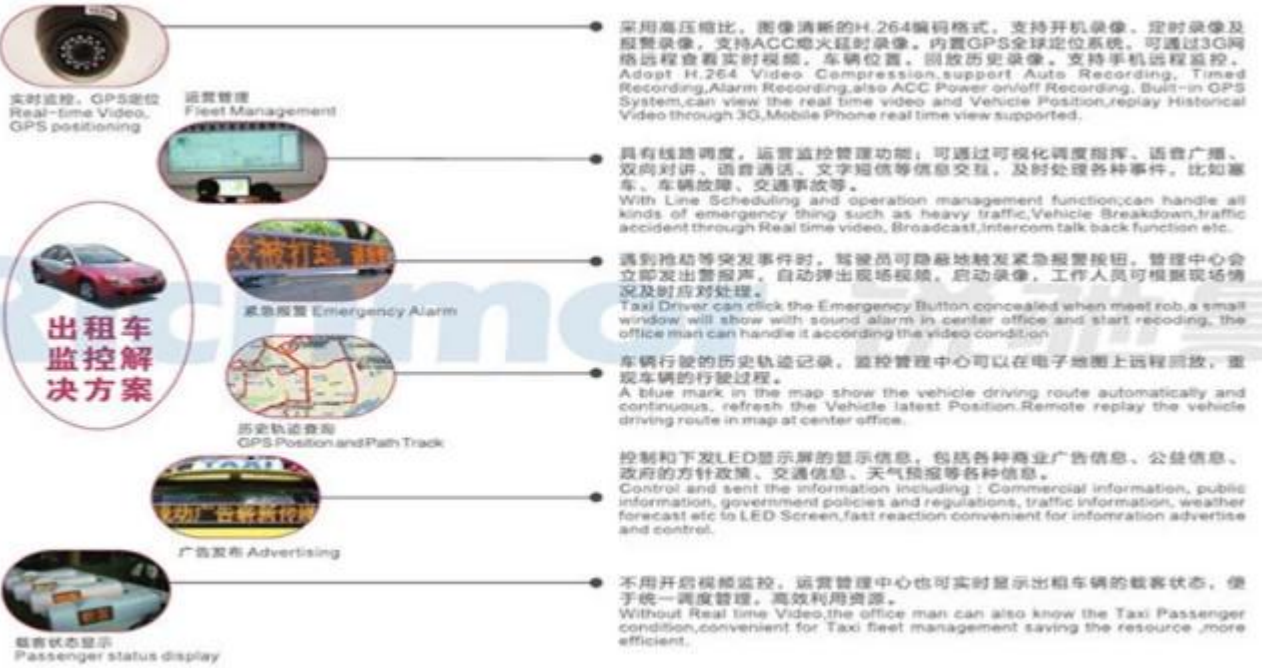 采用高压缩比，图像清晰的H.264编码格式，支持开机录像、定时录像及
报警录像，支持ACC熄火延时录像。内置GPS全球定位系统，可通过3G网
络远程查看实时视频，车辆位置，回放历史录像。支持手机远程监控。
Adopt H.264 Video Compression,support Auto Recording, Timed
Recording,Alarm Recording,also ACC Power on/off Recording, Built-in GPS
System,can view the real time video and Vehicle Position,replay Historical
Video through 3G,Mobile Phone real time view supported.
实时监控，GPS定位
Real-time Video,
GPS positioning
运营管理
Fleet Management
具有线路调度，运营监控管理功能；可通过可视化调度指挥、语音广播、
双向对讲、语音通话、文字短信等信息交互，及时处理各种事件，比如塞
车、车辆故障、交通事故等。
With Line Scheduling and operation management function;can handle all
kinds of emergency thing such as heavy traffic,Vehicle Breakdown,traffic
accident through Real time video, Broadcast,Intercom talk back function etc.
出租车
监控解
决方案
被打劫
紧急报警 Emergency Alarm
遇到抢劫等突发事件时，驾驶员可隐蔽地触发紧急报警按钮，管理中心会
立即发出警报声，自动弹出现场视频，启动录像，工作人员可根据现场情
况及时应对处理。
Taxi Driver can click the Emergency Button concealed when meet rob,a small
window will show with sound alarm in center office and start recoding, the
office man can handle it according the video condition
历史轨迹查询
GPS Position and Path Track
车辆行驶的历史轨迹记录，监控管理中心可以在电子地图上远程回放，重
现车辆的行驶过程。
A blue mark in the map show the vehicle driving route automatically and
continuous, refresh the Vehicle latest Position.Remote replay the vehicle
driving route in map at center office.
TAXI
广告发布 Advertising
控制和下发LED显示屏的显示信息，包括各种商业广告信息、公益信息、
政府的方针政策、交通信息、天气预报等各种信息。
Control and sent the information including : Commercial information, public
information, government policies and regulations, traffic information, weather
forecast etc to LED Screen,fast reaction convenient for infomration advertise
and control.
载客状态显示
Passenger status display
不用开启视频监控，运营管理中心也可实时显示出租车辆的载客状态，便
于统一调度管理，高效利用资源。
Without Real time Video,the office man can also know the Taxi Passenger
condition,convenient for Taxi fleet management saving the resource ,more
efficient.